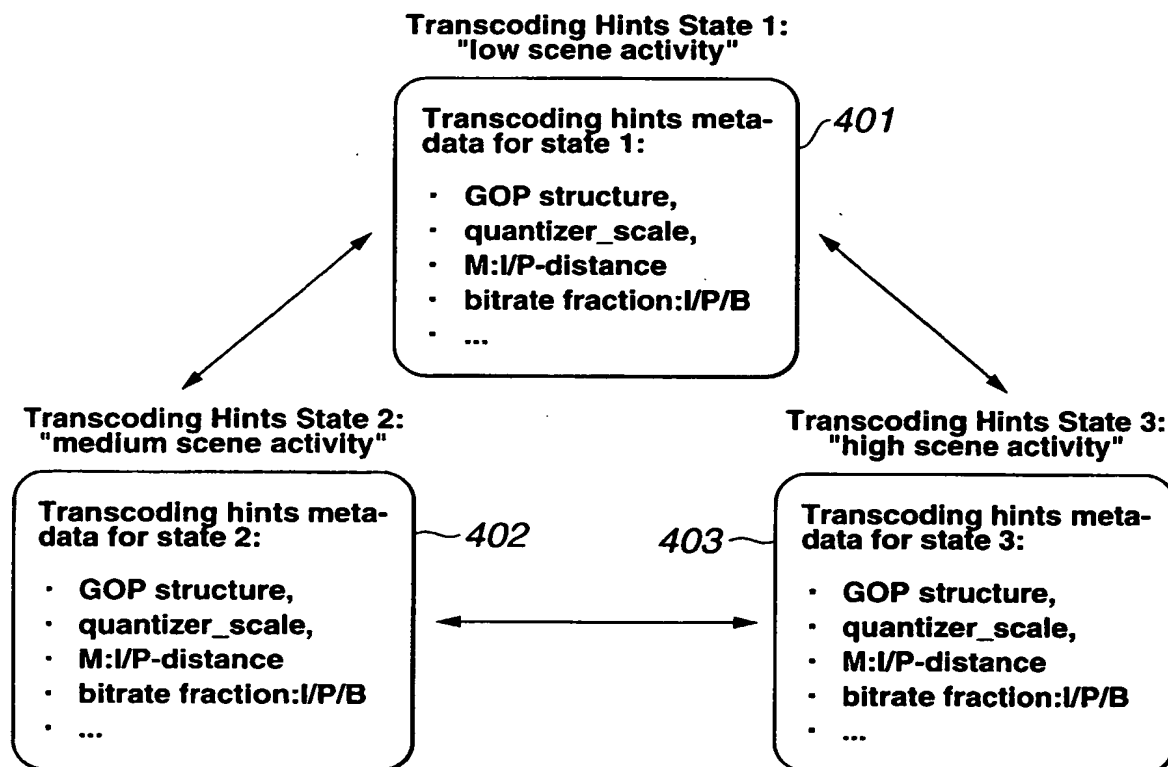 Transcoding Hints State 1:
"low scene activity"
Transcoding hints meta-
data for state 1:
· GOP structure,
· quantizer_scale,
· M:I/P-distance
· bitrate fraction:I/P/B
· ...
401
Transcoding Hints State 2:
"medium scene activity"
Transcoding hints meta-
data for state 2:
· GOP structure,
· quantizer_scale,
· M:I/P-distance
· bitrate fraction:I/P/B
· ...
402
Transcoding Hints State 3:
"high scene activity"
403
Transcoding hints meta-
data for state 3:
· GOP structure,
· quantizer_scale,
· M:I/P-distance
· bitrate fraction:I/P/B
· ...